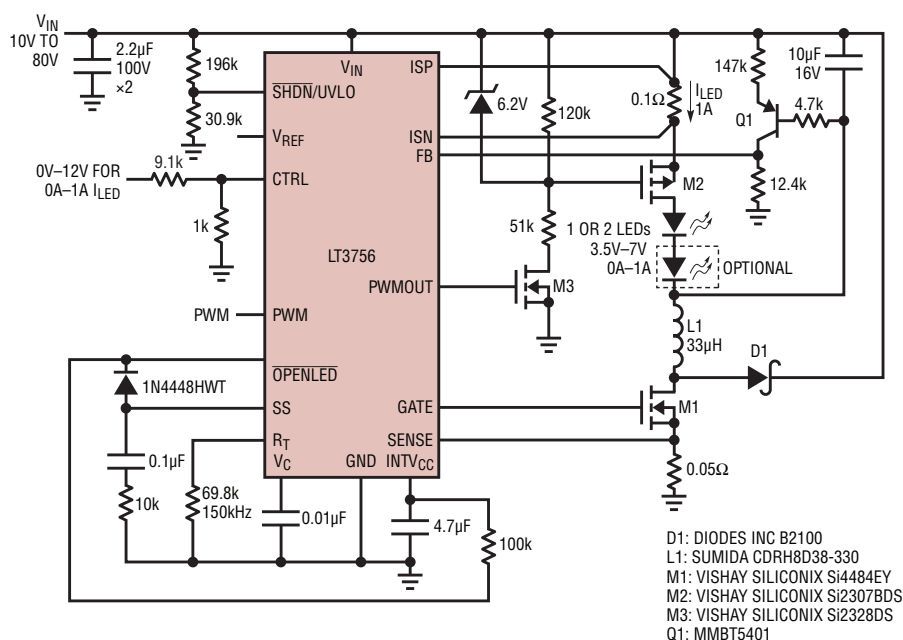 VIN
10V TO
80V
2.2µF
100V
×2
196k
30.9k
VREF
0V–12V FOR
0A–1A ILED
9.1k
1k
VIN
SHDN/UVLO
CTRL
LT3756
PWM
PWM
OPENLED
SS
RT
VC
GND
INTVCC
ISP
ISN
FB
PWMOUT
GATE
SENSE
6.2V
120k
51k
M3
0.1Ω
ILED
1A
M2
147k
10µF
16V
Q1
4.7k
12.4k
1 OR 2 LEDs
3.5V–7V
0A–1A
OPTIONAL
L1
33µH
D1
M1
0.05Ω
1N4448HWT
0.1µF
10k
69.8k
150kHz
0.01µF
4.7µF
100k
D1: DIODES INC B2100
L1: SUMIDA CDRH8D38-330
M1: VISHAY SILICONIX Si4484EY
M2: VISHAY SILICONIX Si2307BDS
M3: VISHAY SILICONIX Si2328DS
Q1: MMBT5401